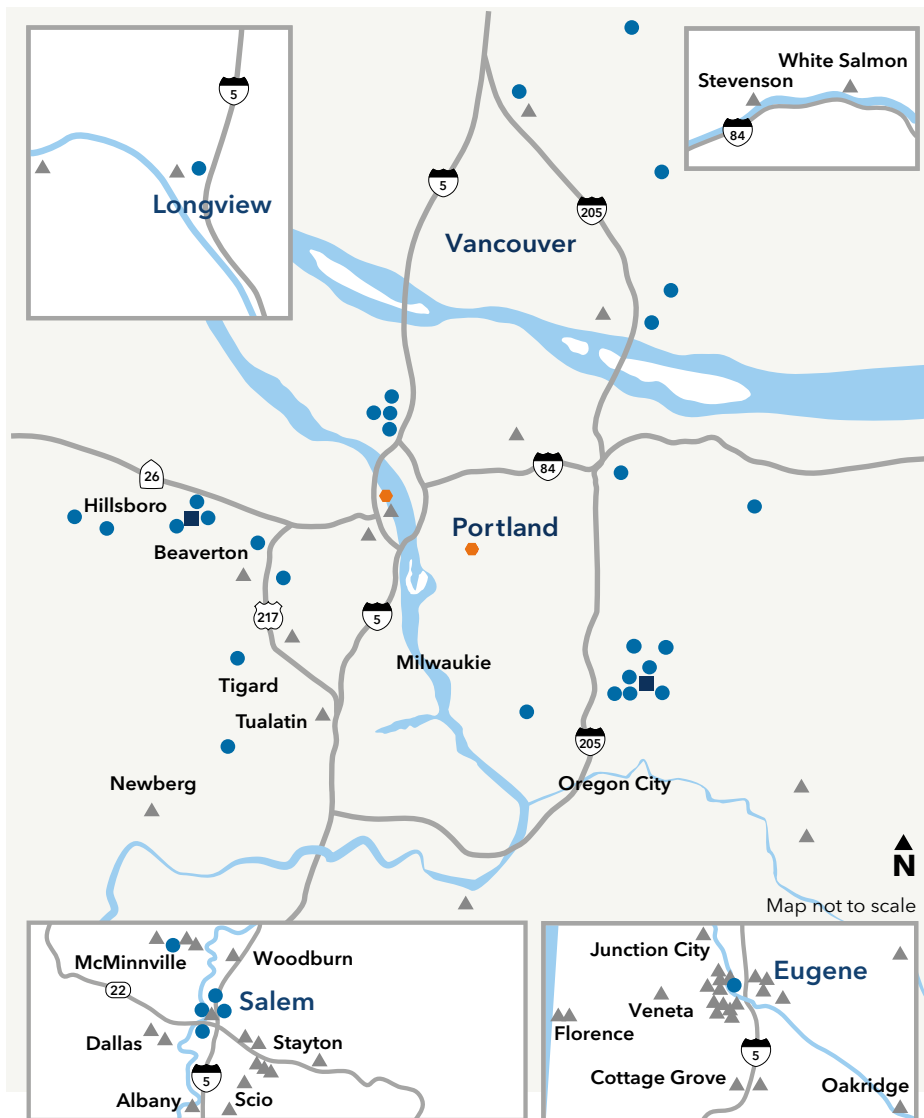 5
Longview
White Salmon
Stevenson
84
5
205
Vancouver
26
84
Hillsboro
Portland
Beaverton
217
5
Milwaukie
Tigard
Tualatin
205
Newberg
Oregon City
N
Map not to scale
McMinnville
Woodburn
22
Salem
Dallas
Stayton
5
Albany
Scio
Junction City
Eugene
Veneta
Florence
5
Cottage Grove
Oakridge